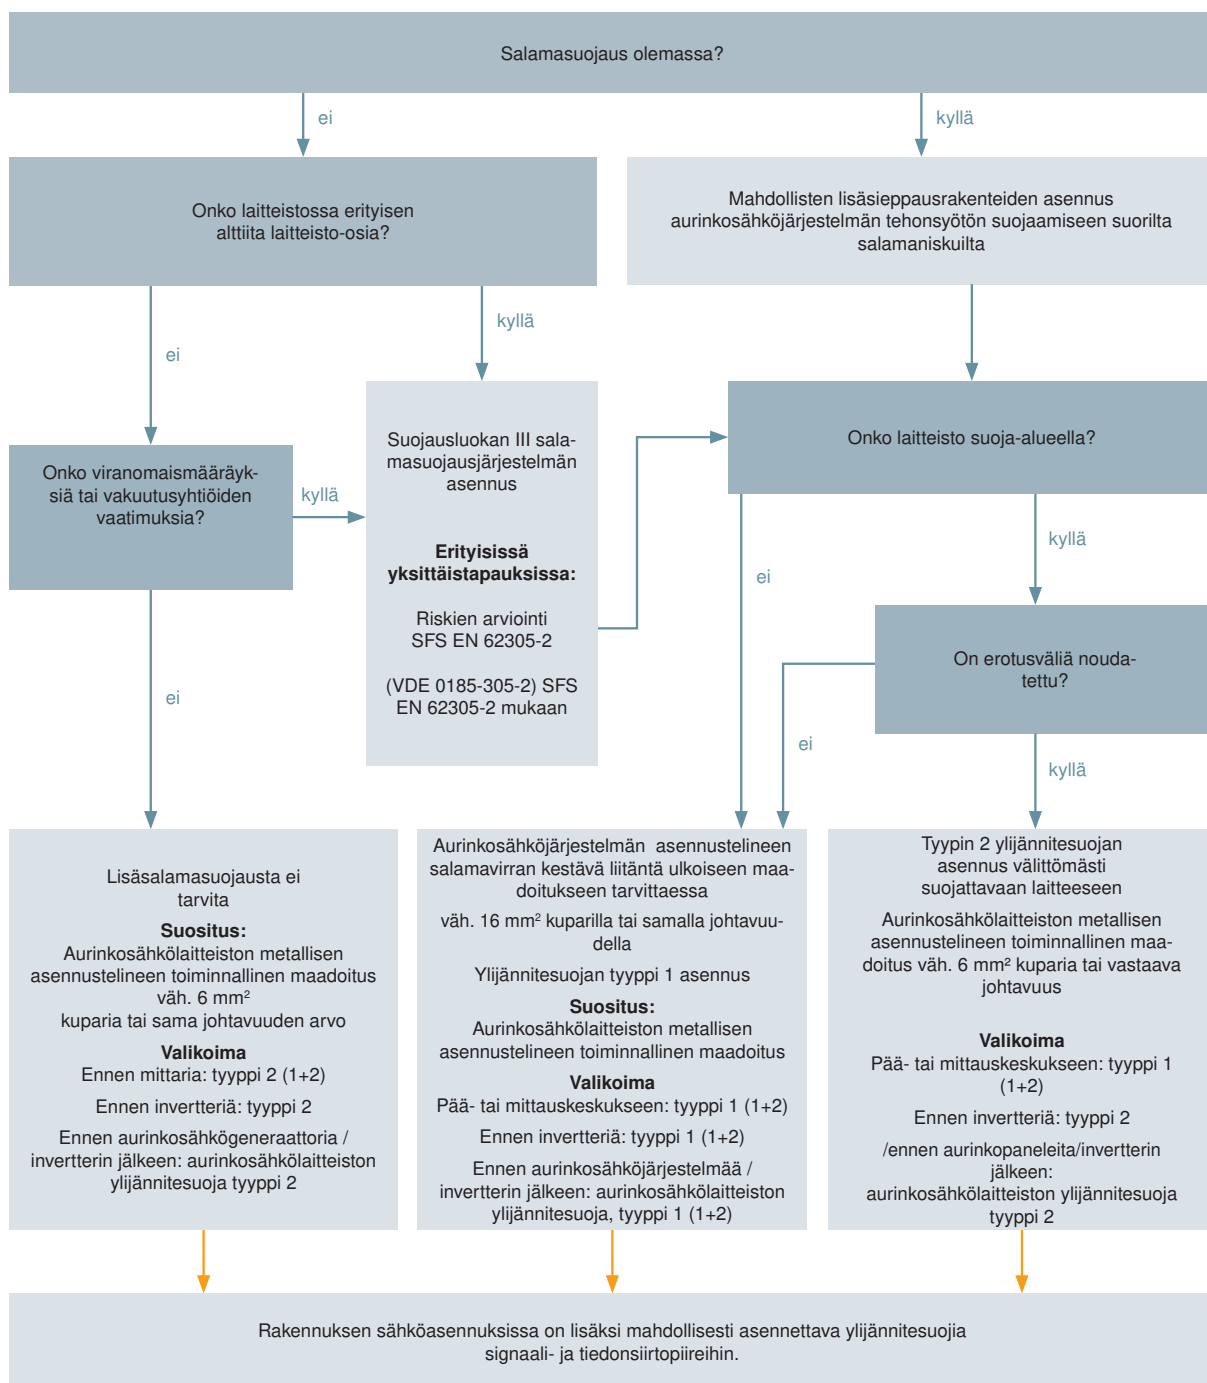 Salamasuojaus olemassa?
ei
kyllä
Onko laitteistossa erityisen
alttiita laitteisto-osia?
Mahdollisten lisäsieppausrakenteiden asennus
aurinkosähköjärjestelmän tehonsyötön suojaamiseen suorilta
salamaniskuilta
ei
kyllä
Onko viranomaismääräyk-
siä tai vakuutusyhtiöiden
vaatimuksia?
kyllä
Suojausluokan III sala-
masuojausjärjestelmän
asennus
Erityisissä
yksittäistapauksissa:
Riskien arviointi
SFS EN 62305-2
(VDE 0185-305-2) SFS
EN 62305-2 mukaan
Onko laitteisto suoja-alueella?
ei
kyllä
On erotusväliä nouda-
tettu?
ei
ei
kyllä
Lisäsalamasuojausta ei
tarvita
Suositus:
Aurinkosähkölaitteiston metallisen
asennustelineen toiminnallinen maadoitus
väh. 6 mm²
kuparia tai sama johtavuuden arvo
Valikoima
Ennen mittaria: tyyppi 2 (1+2)
Ennen invertteriä: tyyppi 2
Ennen aurinkosähkögeneraattoria /
invertterin jälkeen: aurinkosähkölaitteiston
ylijännitesuoja tyyppi 2
Aurinkosähköjärjestelmän asennustelineen
salamavirran kestävä liitäntä ulkoiseen maa-
doitukseen tarvittaessa
väh. 16 mm² kuparilla tai samalla johtavuu-
della
Ylijännitesuojan tyyppi 1 asennus
Suositus:
Aurinkosähkölaitteiston metallisen
asennustelineen toiminnallinen maadoitus
Valikoima
Pää- tai mittauskeskukseen: tyyppi 1 (1+2)
Ennen invertteriä: tyyppi 1 (1+2)
Ennen aurinkosähköjärjestelmää /
invertterin jälkeen: aurinkosähkölaitteiston
ylijännitesuoja, tyyppi 1 (1+2)
Tyypin 2 ylijännitesuojan
asennus välittömästi
suojattavaan laitteeseen
Aurinkosähkölaitteiston metallisen
asennustelineen toiminnallinen maa-
doitus väh. 6 mm² kuparia tai vastaava
johtavuus
Valikoima
Pää- tai mittauskeskukseen: tyyppi 1
(1+2)
Ennen invertteriä: tyyppi 2
/ennen aurinkopaneleita/invertterin
jälkeen:
aurinkosähkölaitteiston ylijännitesuoja
tyyppi 2
Rakennuksen sähköasennuksissa on lisäksi mahdollisesti asennettava ylijännitesuojia
signaali- ja tiedonsiirtopiireihin.